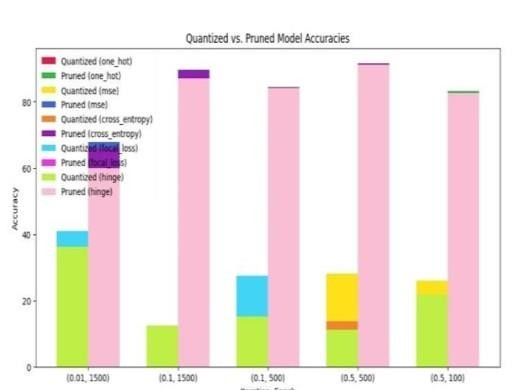 Quantized vs. Pruned Model Accuracies
Quantized (one_hot)
Pruned (one_hot)
Quantized (mse)
Pruned (mse)
Quantized (cross_entropy)
Pruned (cross_entropy)
Quantized (focal_loss)
Pruned (focal_loss)
Quantized (hinge)
Pruned (hinge)
80
60
40
20
0
Accuracy
(0.01, 1500)
(0.1, 1500)
(0.1, 500)
(0.5, 500)
(0.5, 100)